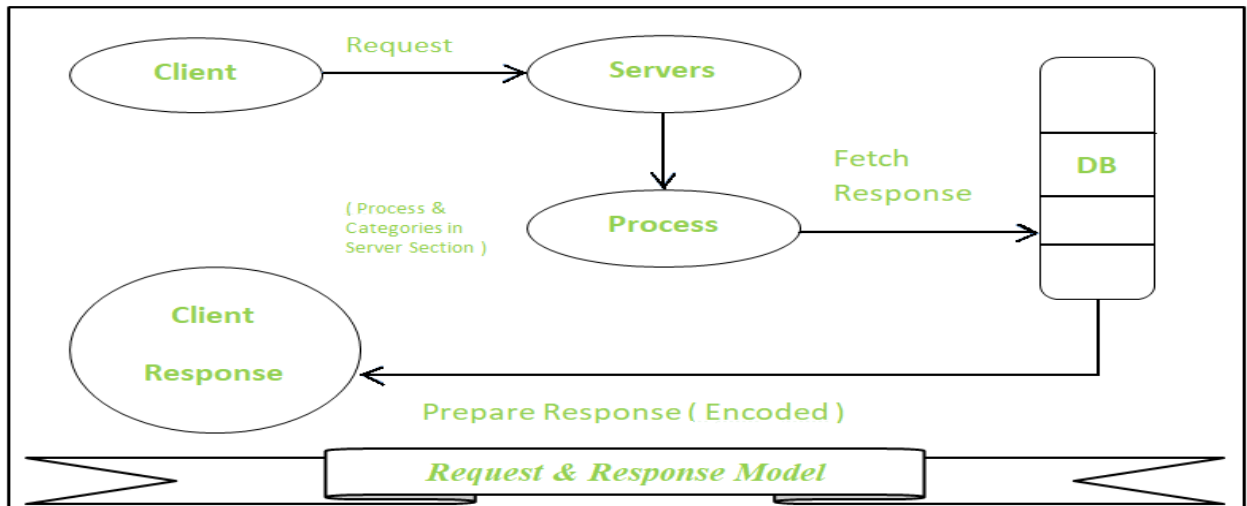 Client
Request
Servers
DB
Fetch
Response
( Process &
Categories in
Server Section )
Process
Client
Response
Prepare Response ( Encoded )
Request & Response Model